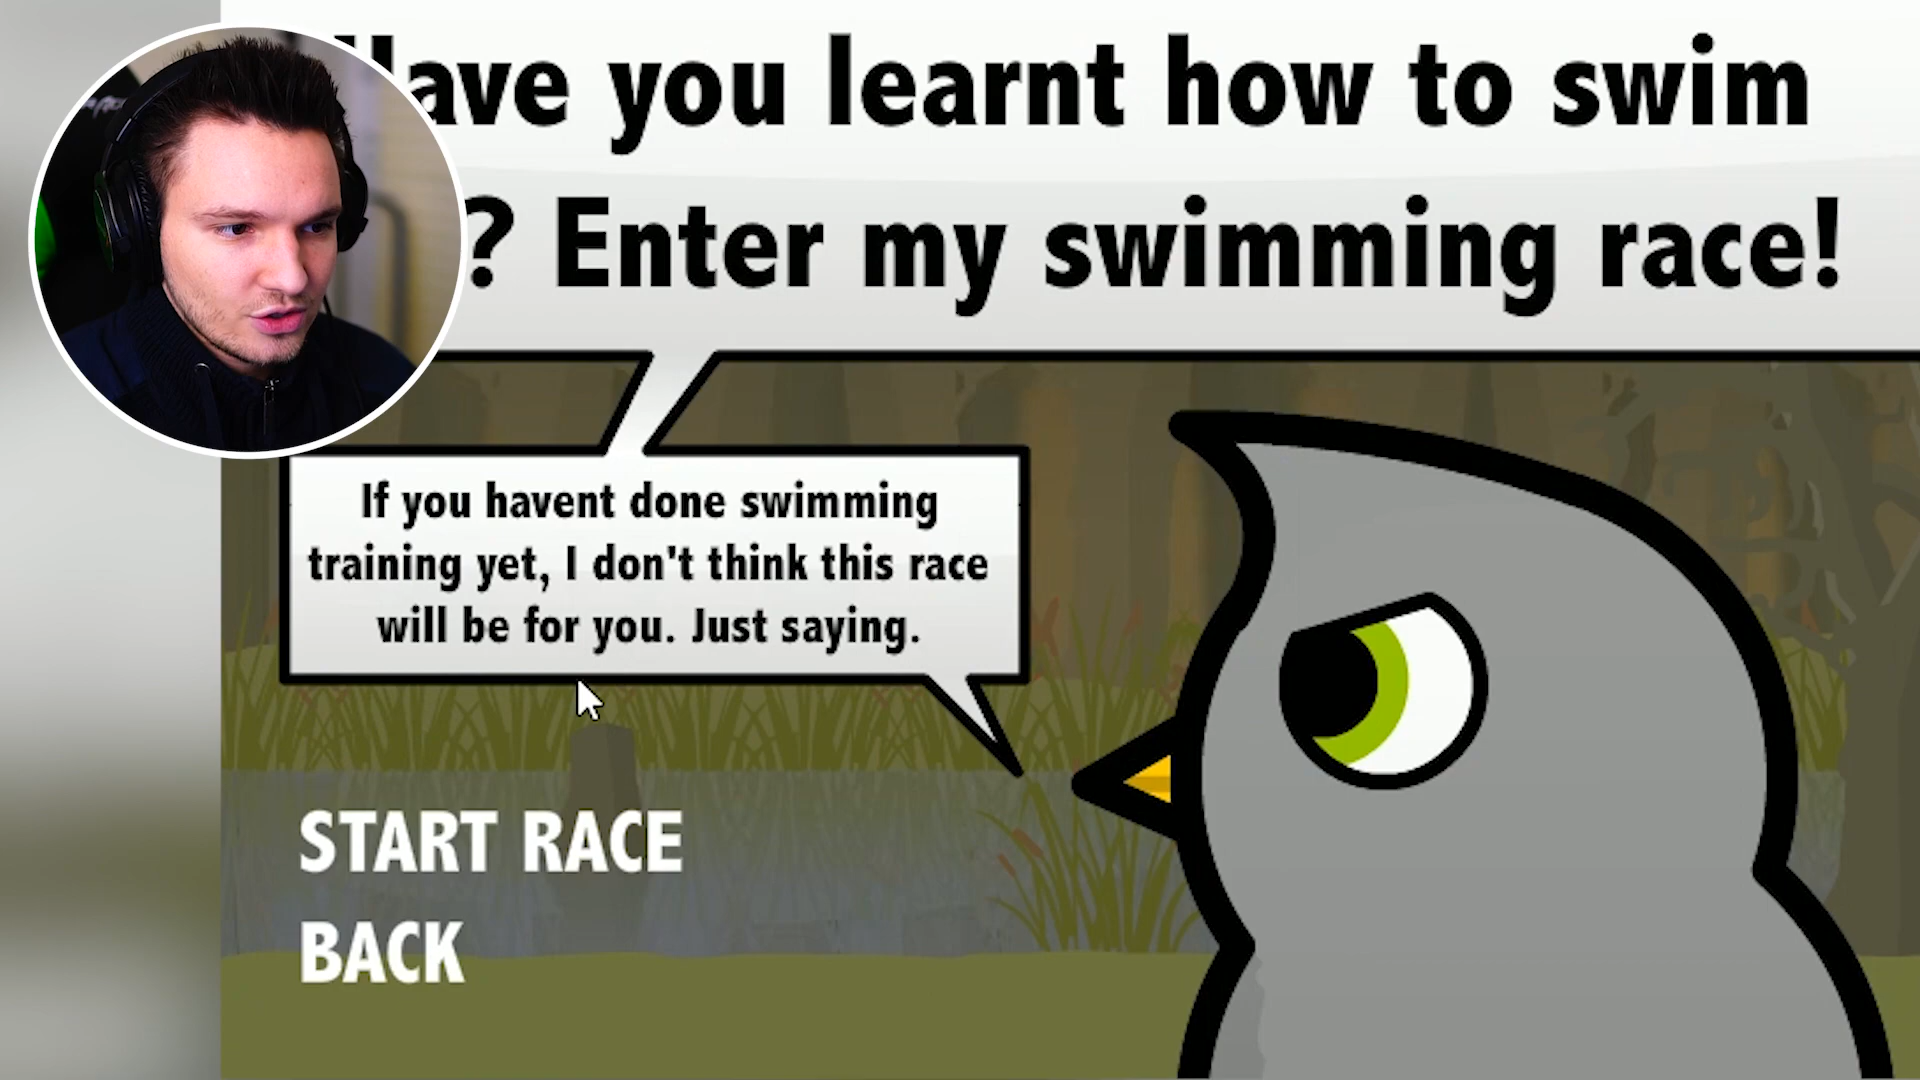 Have you learnt how to swim
? Enter my swimming race!
If you havent done swimming
training yet, I don't think this race
will be for you. Just saying.
START RACE
BACK